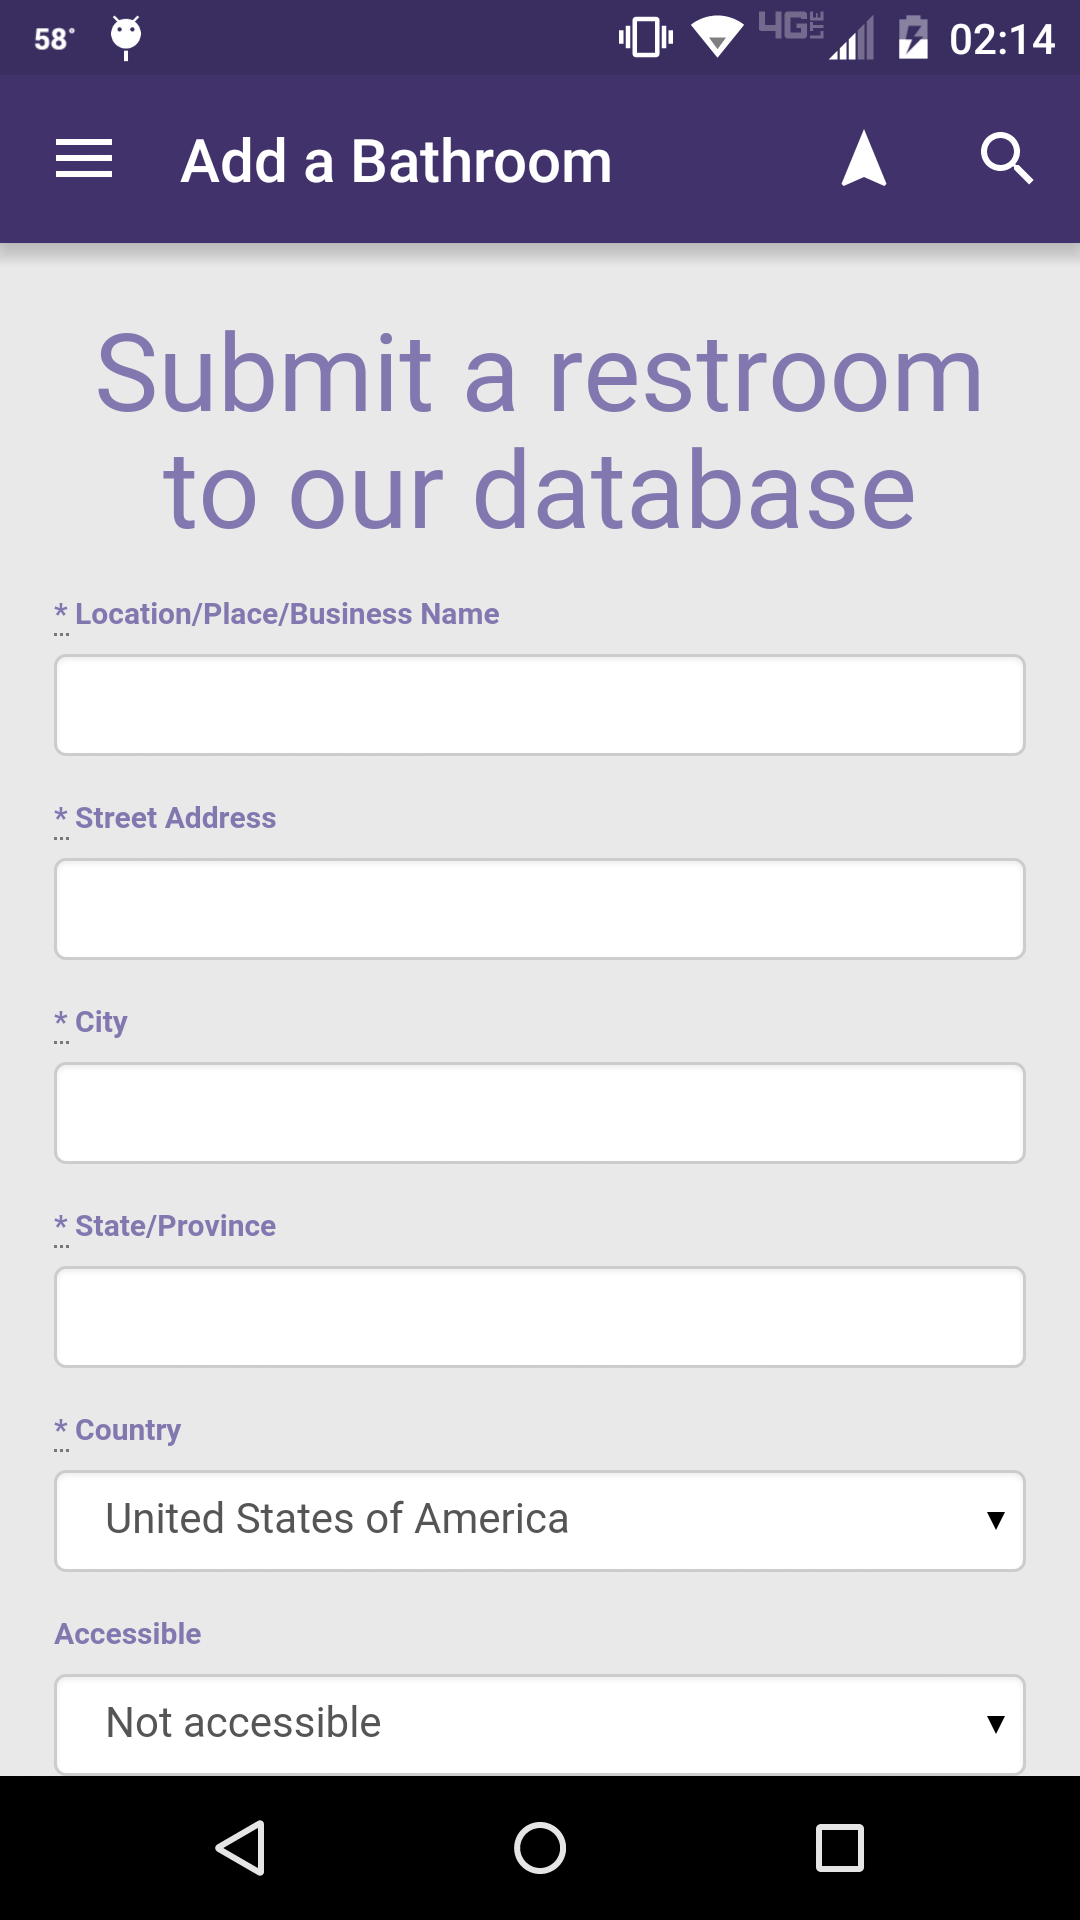 58° 4G LTE 02:14
Add a Bathroom
Submit a restroom
to our database
* Location/Place/Business Name
* Street Address
* City
* State/Province
* Country
United States of America
Accessible
Not accessible